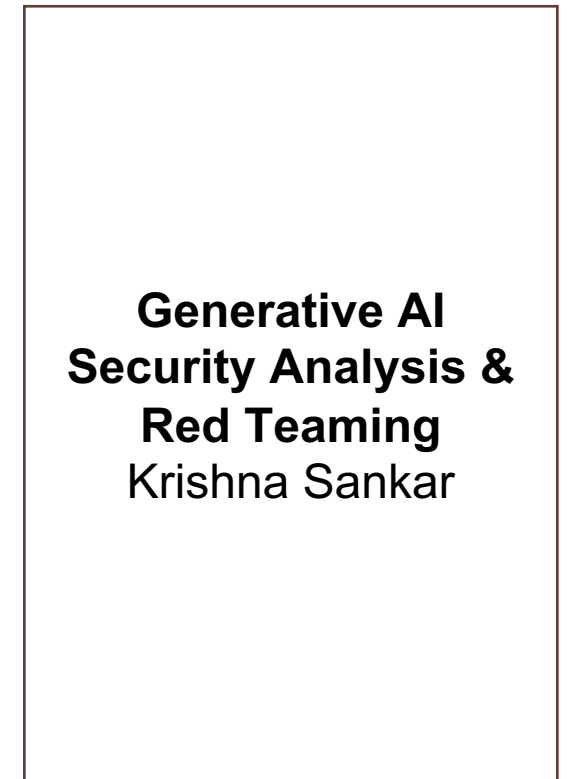 Generative AI
Security Analysis &
Red Teaming
Krishna Sankar